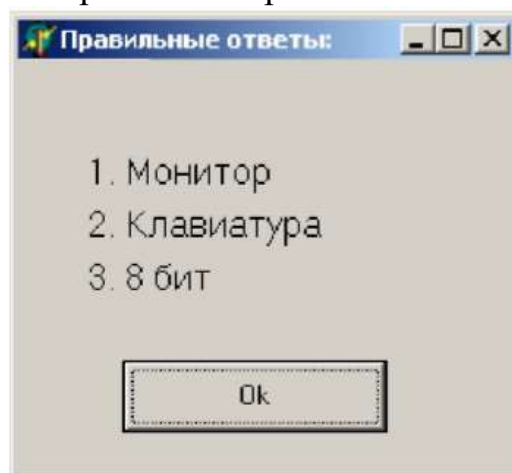 Правильные ответы:
1. Монитор
2. Клавиатура
3. 8 бит
Ok